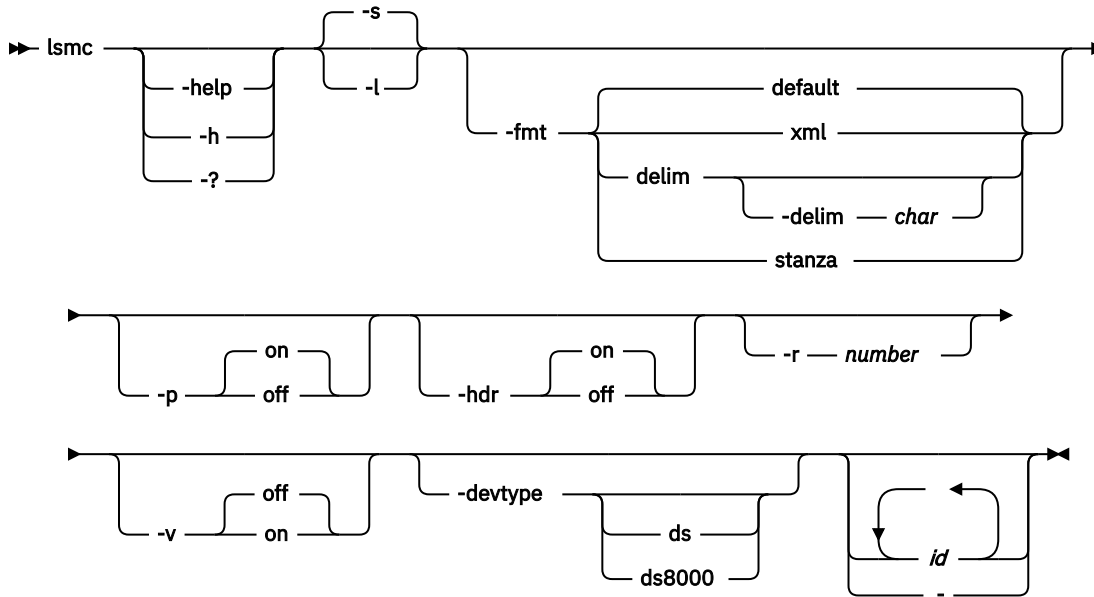 -s
lsmc
-help
-l
default
-h
-fmt
xml
-?
delim
-delim char
stanza
on
on
-r number
-p
off
-hdr
off
off
-devtype
-v
on
ds
id
ds8000
-